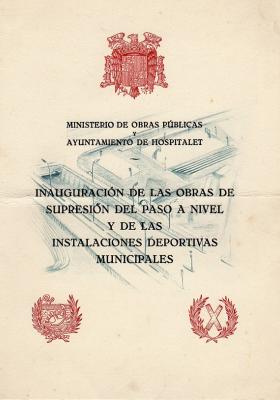 MINISTERIO DE OBRAS PÚBLICAS
Y
AYUNTAMIENTO DE HOSPITALET
INAUGURACIÓN DE LAS OBRAS DE
SUPRESIÓN DEL PASO A NIVEL
Y DE LAS
INSTALACIONES DEPORTIVAS
MUNICIPALES
X